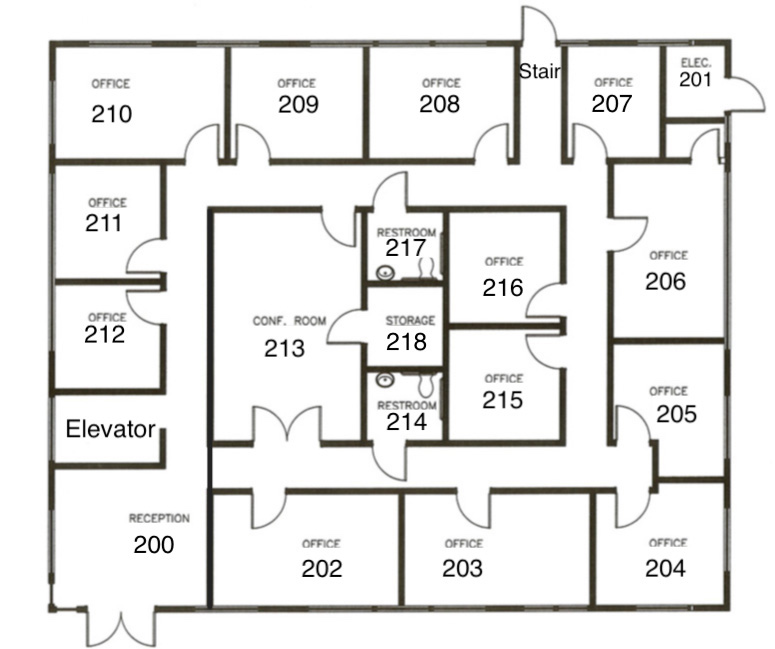 OFFICE
210
OFFICE
209
OFFICE
208
Stair
OFFICE
207
ELEC.
201
OFFICE
211
RESTROOM
217
OFFICE
216
OFFICE
206
OFFICE
212
CONF. ROOM
213
STORAGE
218
OFFICE
215
OFFICE
205
RESTROOM
214
Elevator
RECEPTION
200
OFFICE
202
OFFICE
203
OFFICE
204